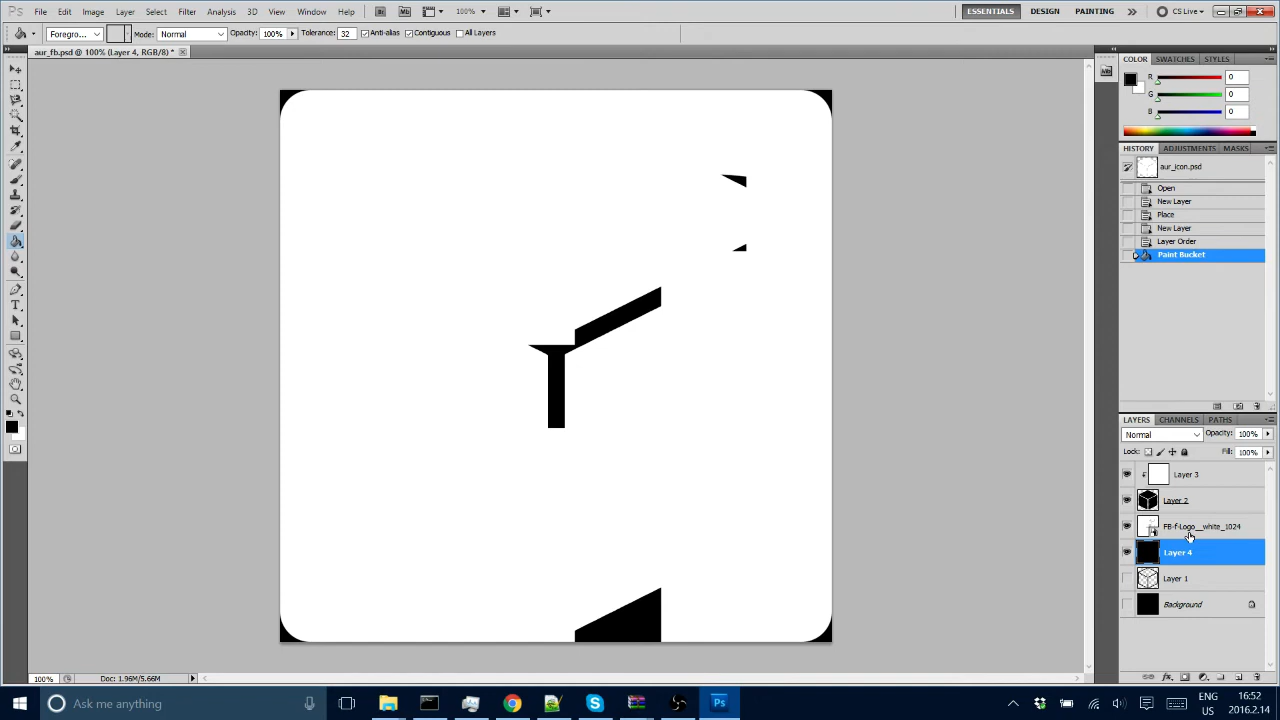 Ps File Edit Image Layer Select Filter Analysis 3D View Window Help Br Mb 100% ESSENTIALS DESIGN PAINTING CS Live
Foregro... Mode: Normal Opacity: 100% Tolerance: 32 Anti-alias Contiguous All Layers
aur_fb.psd @ 100% (Layer 4, RGB/8) *
COLOR SWATCHES STYLES
R 0
G 0
B 0
HISTORY ADJUSTMENTS MASKS
aur_icon.psd
Open
New Layer
Place
New Layer
Layer Order
Paint Bucket
LAYERS CHANNELS PATHS
Normal Opacity: 100%
Lock: Fill: 100%
Layer 3
Layer 2
FB-f-Logo__white_1024
Layer 4
Layer 1
Background
100% Doc: 1.96M/5.66M
Ask me anything
Ps
ENG 16:52
US 2016.2.14